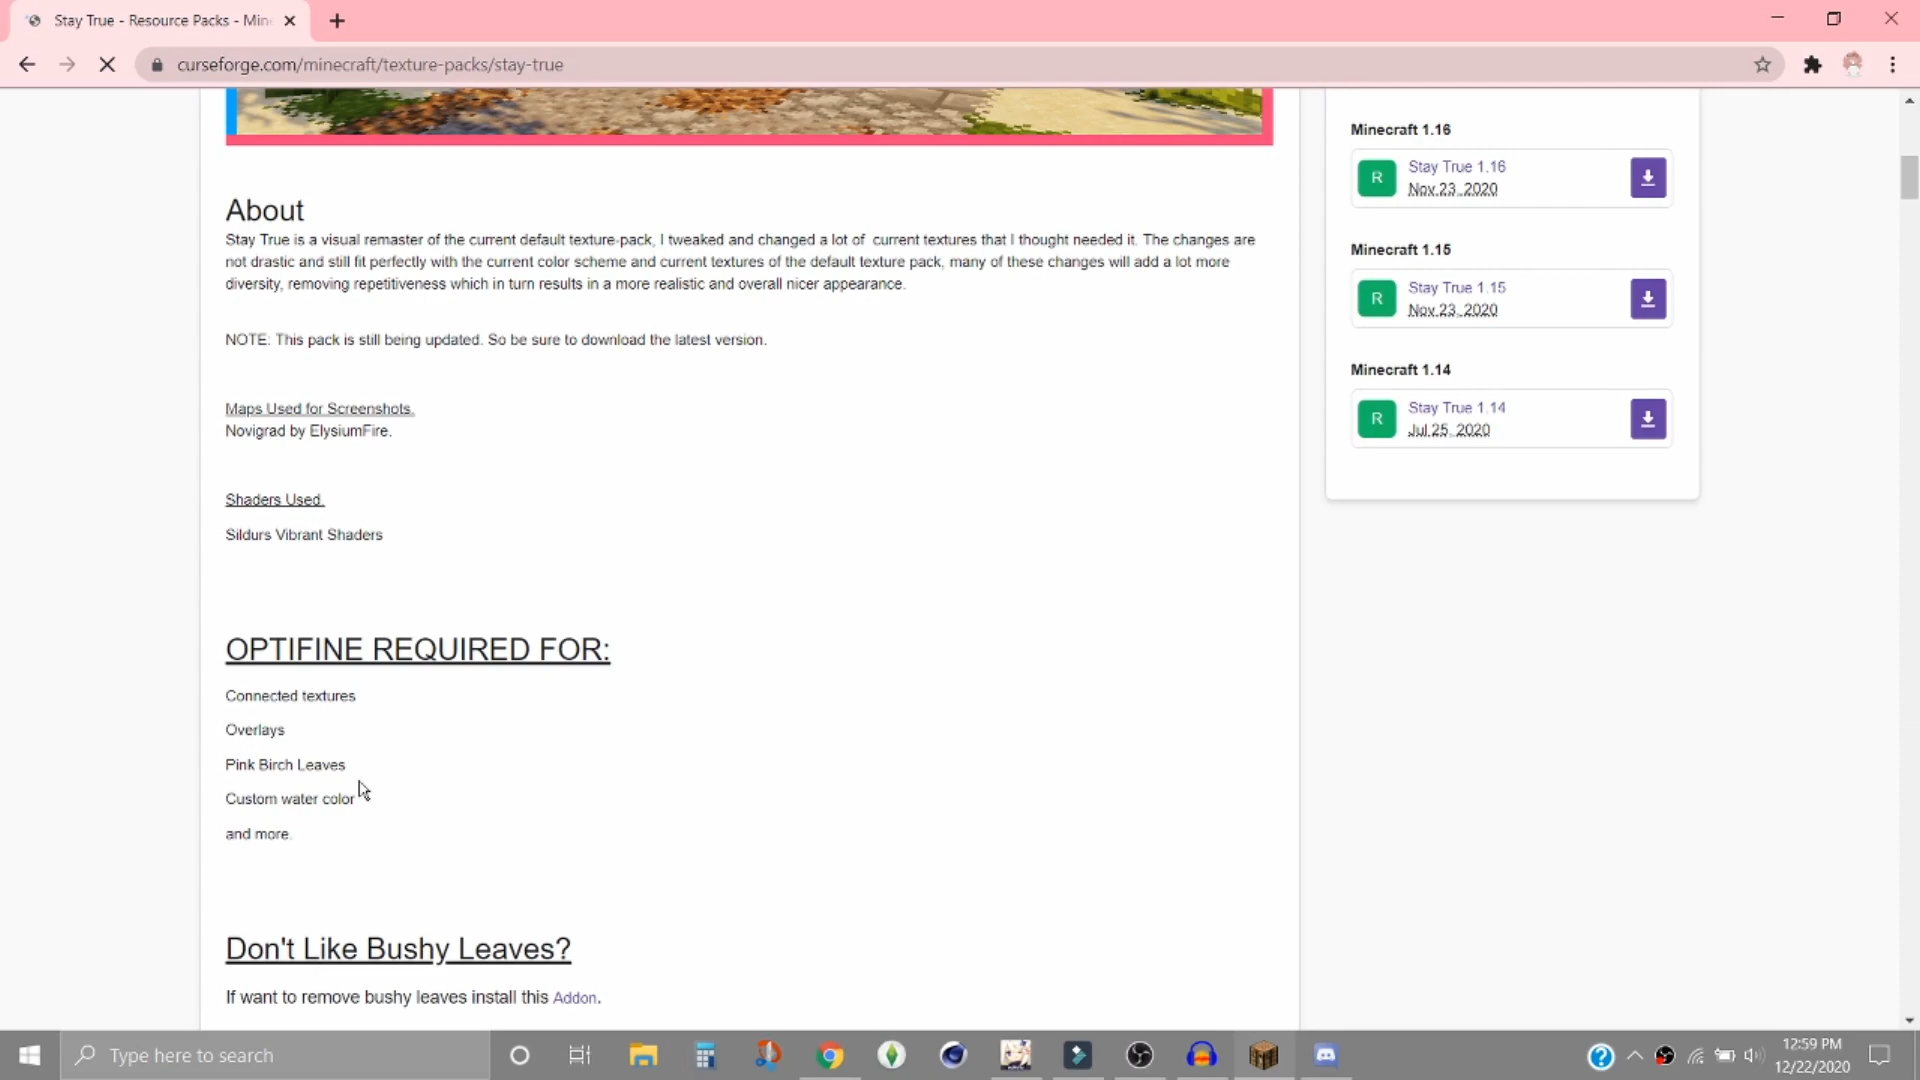 Stay True - Resource Packs - Min
curseforge.com/minecraft/texture-packs/stay-true
About
Stay True is a visual remaster of the current default texture-pack, I tweaked and changed a lot of current textures that I thought needed it. The changes are
not drastic and still fit perfectly with the current color scheme and current textures of the default texture pack, many of these changes will add a lot more
diversity, removing repetitiveness which in turn results in a more realistic and overall nicer appearance.
NOTE: This pack is still being updated. So be sure to download the latest version.
Maps Used for Screenshots.
Novigrad by ElysiumFire.
Shaders Used.
Sildurs Vibrant Shaders
OPTIFINE REQUIRED FOR:
Connected textures
Overlays
Pink Birch Leaves
Custom water color
and more.
Don't Like Bushy Leaves?
If want to remove bushy leaves install this Addon.
Minecraft 1.16
R
Stay True 1.16
Nov 23, 2020
Minecraft 1.15
R
Stay True 1.15
Nov 23, 2020
Minecraft 1.14
R
Stay True 1.14
Jul 25, 2020
Type here to search
12:59 PM
12/22/2020